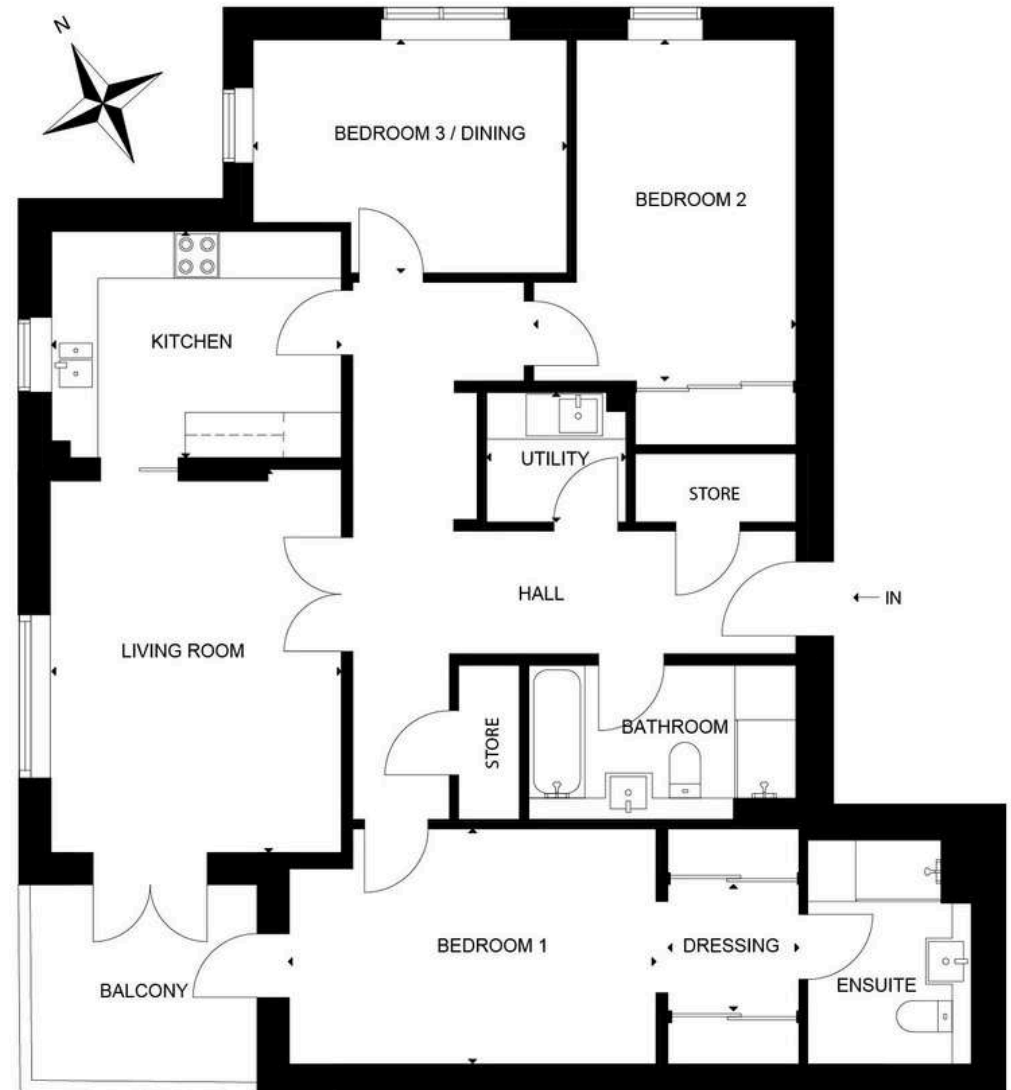 N
BEDROOM 3 / DINING
BEDROOM 2
KITCHEN
UTILITY
STORE
HALL
IN
LIVING ROOM
STORE
BATHROOM
BEDROOM 1
DRESSING
ENSUITE
BALCONY